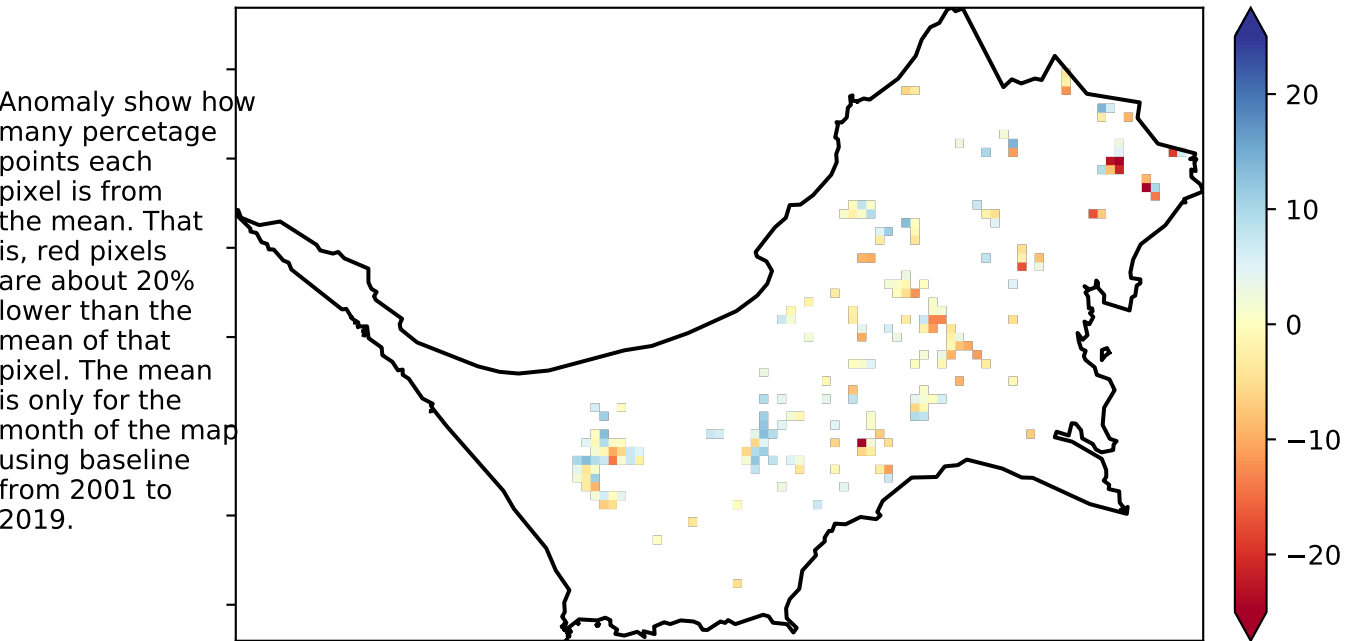 Anomaly show how
many percetage
points each
pixel is from
the mean. That
is, red pixels
are about 20%
lower than the
mean of that
pixel. The mean
is only for the
month of the map
using baseline
from 2001 to
2019.
20
10
0
−10
−20